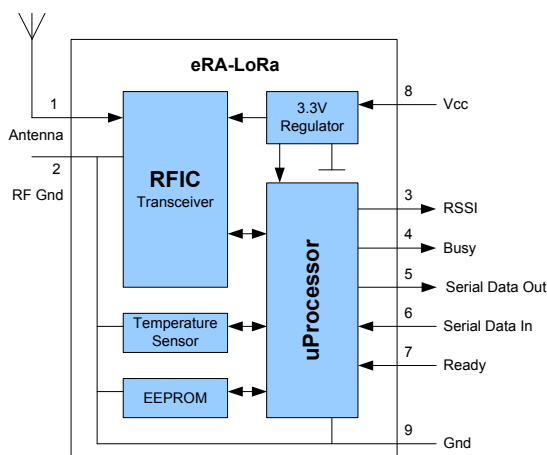 eRA-LoRa
1
Antenna
2
RF Gnd
RFIC
Transceiver
3.3V
Regulator
8
Vcc
uProcessor
3
RSSI
4
Busy
5
Serial Data Out
6
Serial Data In
7
Ready
Temperature
Sensor
EEPROM
9
Gnd